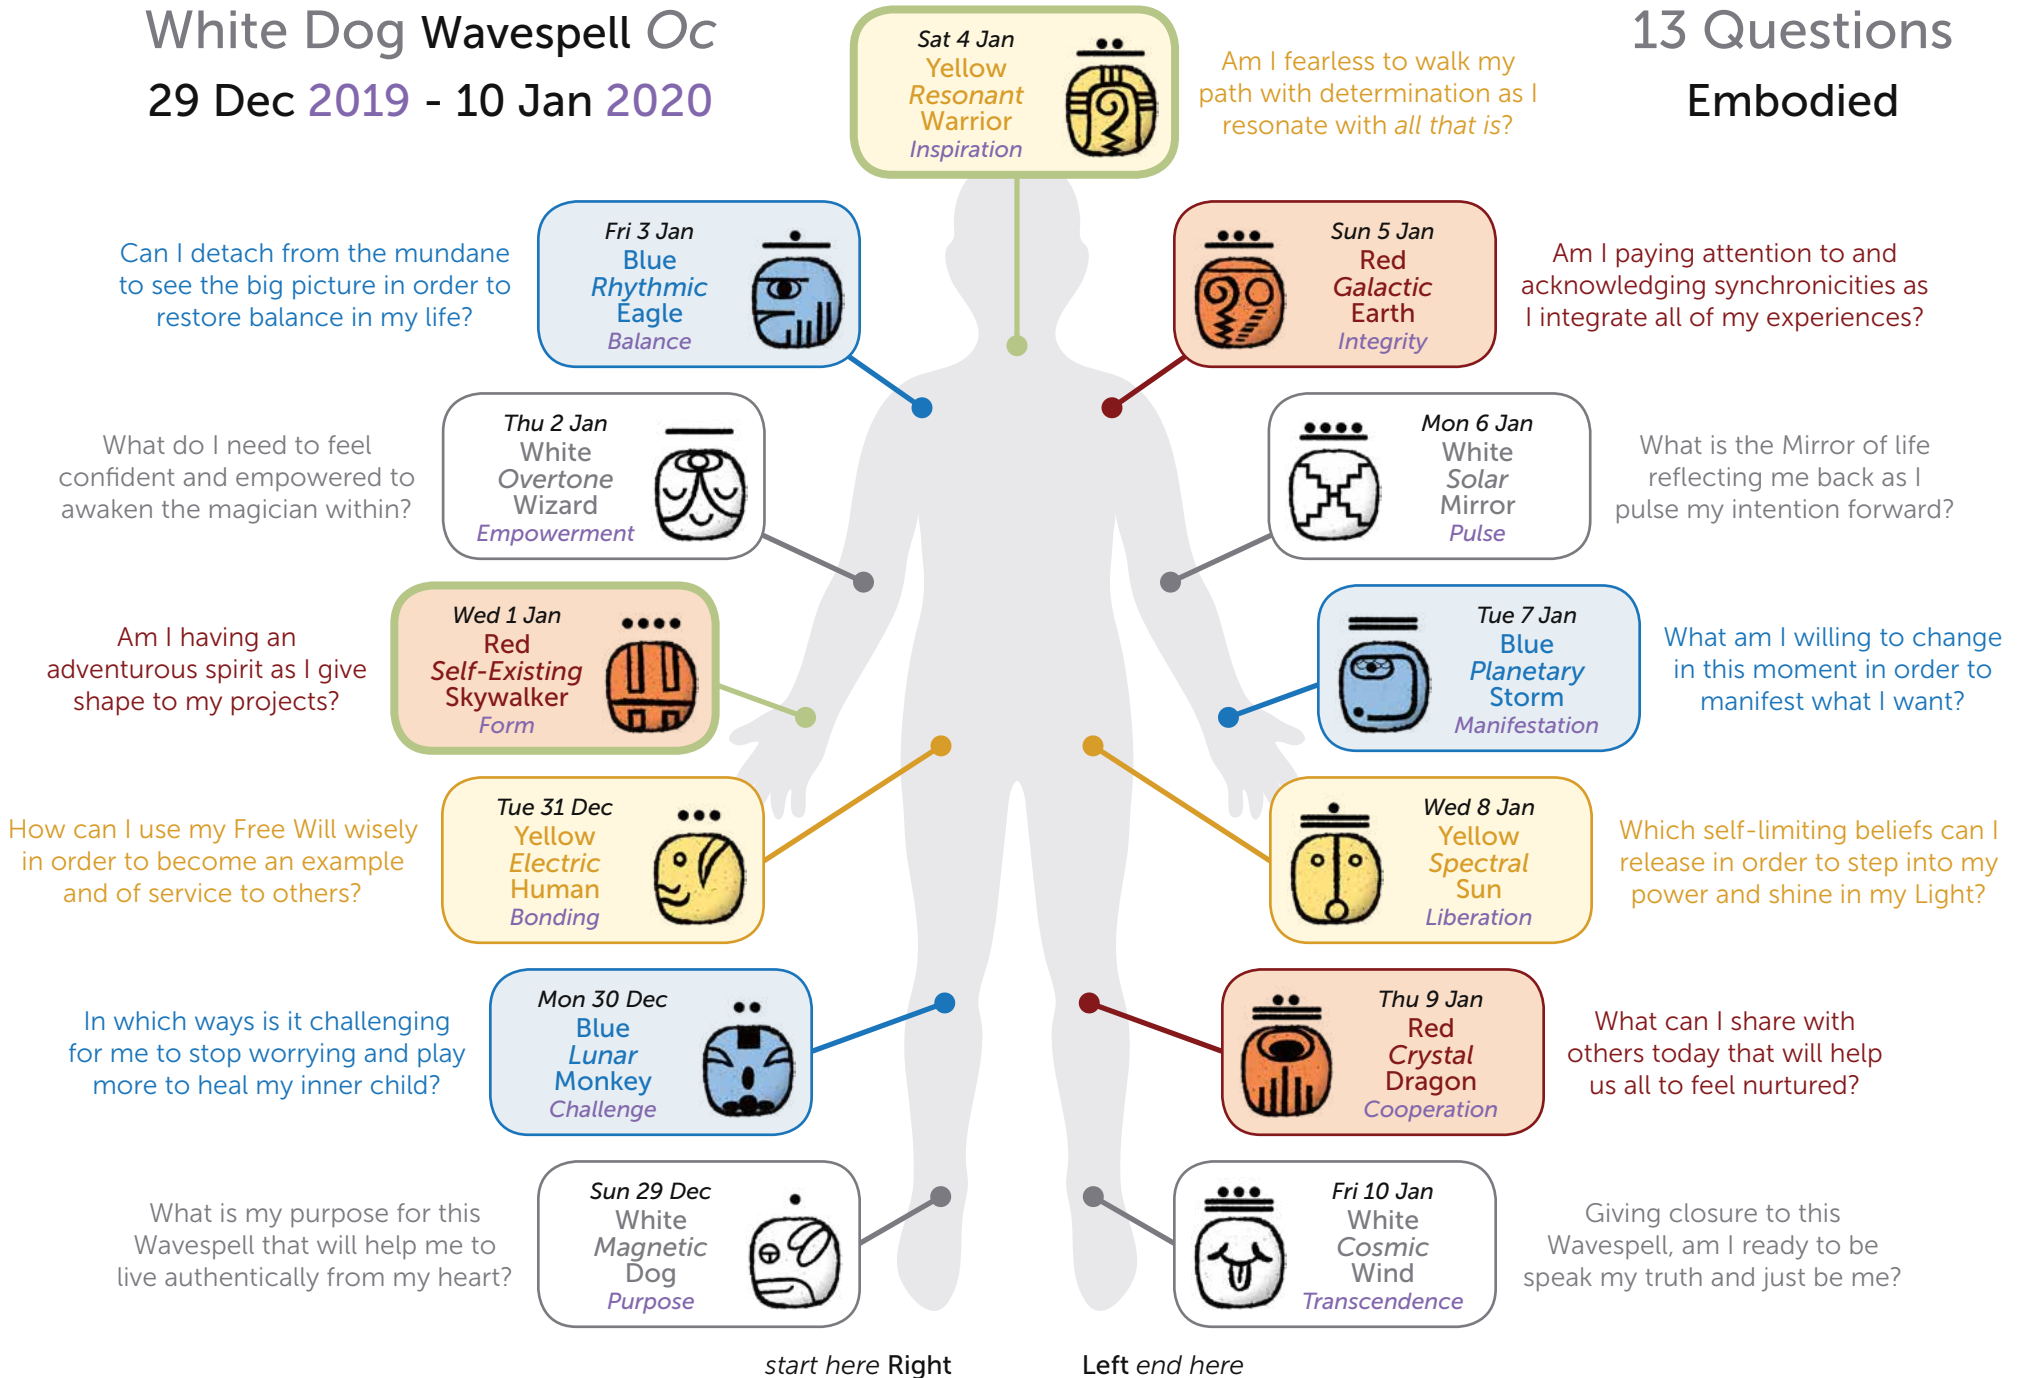 White Dog Wavespell Oc
29 Dec 2019 - 10 Jan 2020
13 Questions
Embodied
Sat 4 Jan
Yellow
Resonant
Warrior
Inspiration
Am I fearless to walk my
path with determination as I
resonate with all that is?
Can I detach from the mundane
to see the big picture in order to
restore balance in my life?
Fri 3 Jan
Blue
Rhythmic
Eagle
Balance
Sun 5 Jan
Red
Galactic
Earth
Integrity
Am I paying attention to and
acknowledging synchronicities as
I integrate all of my experiences?
What do I need to feel
confident and empowered to
awaken the magician within?
Thu 2 Jan
White
Overtone
Wizard
Empowerment
Mon 6 Jan
White
Solar
Mirror
Pulse
What is the Mirror of life
reflecting me back as I
pulse my intention forward?
Am I having an
adventurous spirit as I give
shape to my projects?
Wed 1 Jan
Red
Self-Existing
Skywalker
Form
Tue 7 Jan
Blue
Planetary
Storm
Manifestation
What am I willing to change
in this moment in order to
manifest what I want?
How can I use my Free Will wisely
in order to become an example
and of service to others?
Tue 31 Dec
Yellow
Electric
Human
Bonding
Wed 8 Jan
Yellow
Spectral
Sun
Liberation
Which self-limiting beliefs can I
release in order to step into my
power and shine in my Light?
In which ways is it challenging
for me to stop worrying and play
more to heal my inner child?
Mon 30 Dec
Blue
Lunar
Monkey
Challenge
Thu 9 Jan
Red
Crystal
Dragon
Cooperation
What can I share with
others today that will help
us all to feel nurtured?
What is my purpose for this
Wavespell that will help me to
live authentically from my heart?
Sun 29 Dec
White
Magnetic
Dog
Purpose
Fri 10 Jan
White
Cosmic
Wind
Transcendence
Giving closure to this
Wavespell, am I ready to be
speak my truth and just be me?
start here Right
Left end here